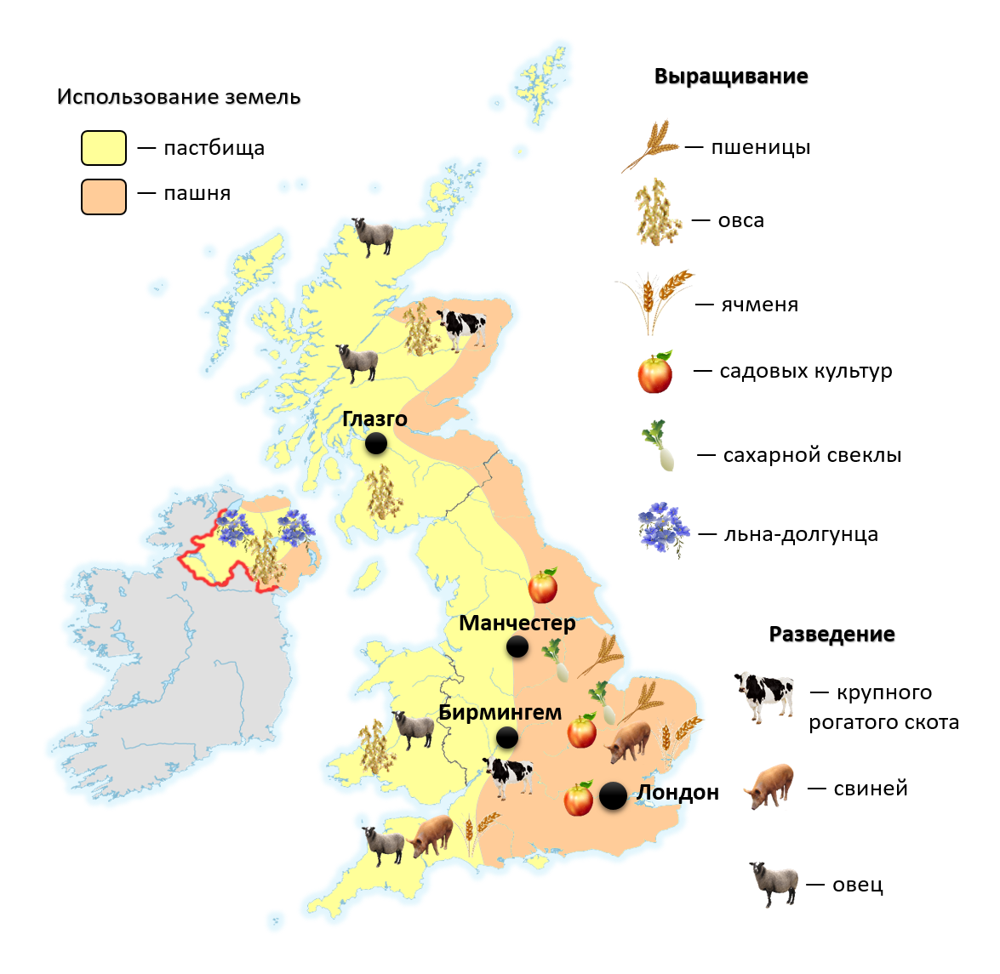 Использование земель
— пастбища
— пашня
Выращивание
— пшеницы
— овса
— ячменя
— садовых культур
— сахарной свеклы
— льна-долгунца
Разведение
— крупного
рогатого скота
— свиней
— овец
Глазго
Манчестер
Бирмингем
Лондон